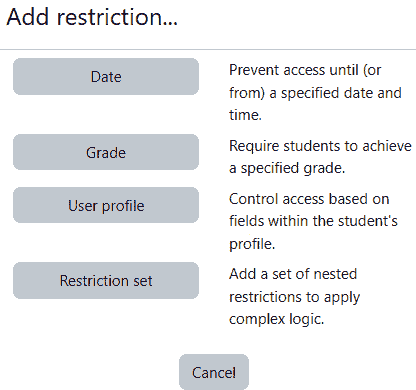 Add restriction...
Date
Prevent access until (or
from) a specified date and
time.
Grade
Require students to achieve
a specified grade.
User profile
Control access based on
fields within the student's
profile.
Restriction set
Add a set of nested
restrictions to apply
complex logic.
Cancel